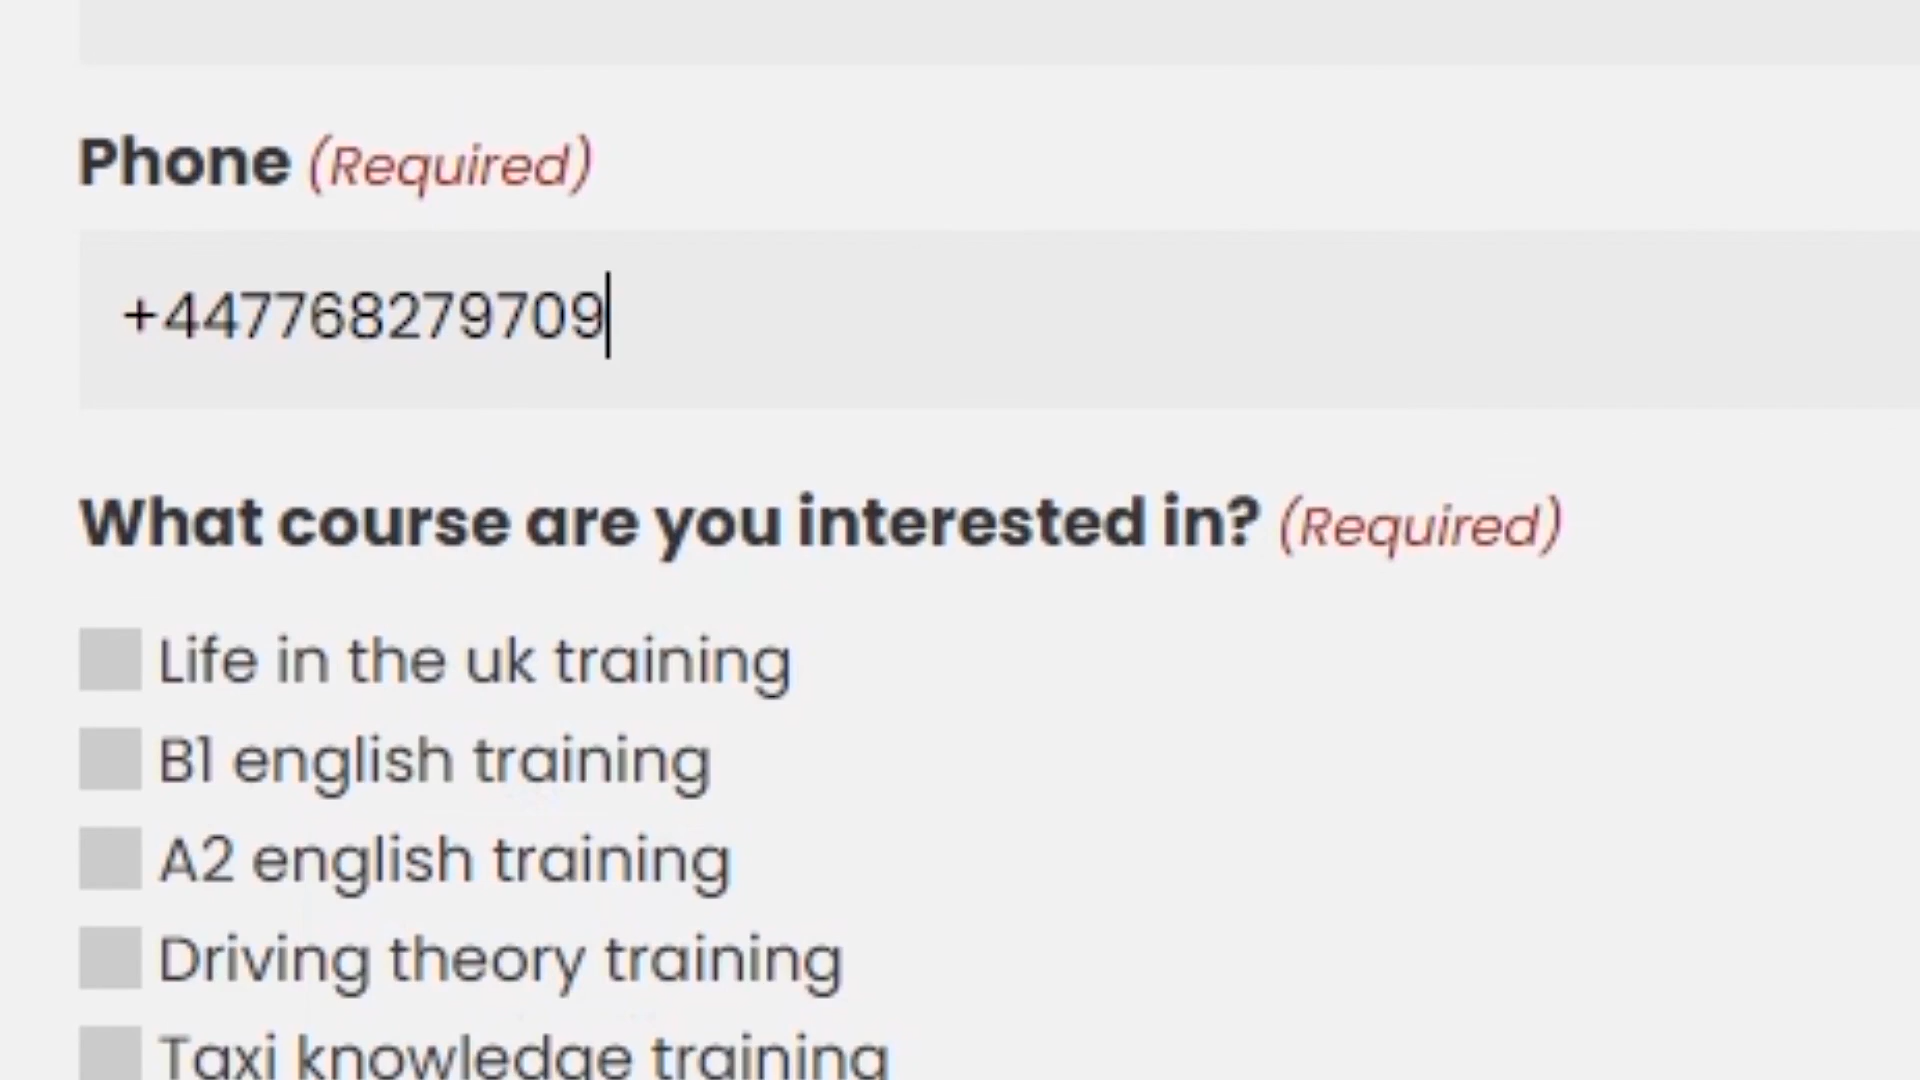 Phone (Required)
+447768279709
What course are you interested in? (Required)
Life in the uk training
B1 english training
A2 english training
Driving theory training
Taxi knowledge training